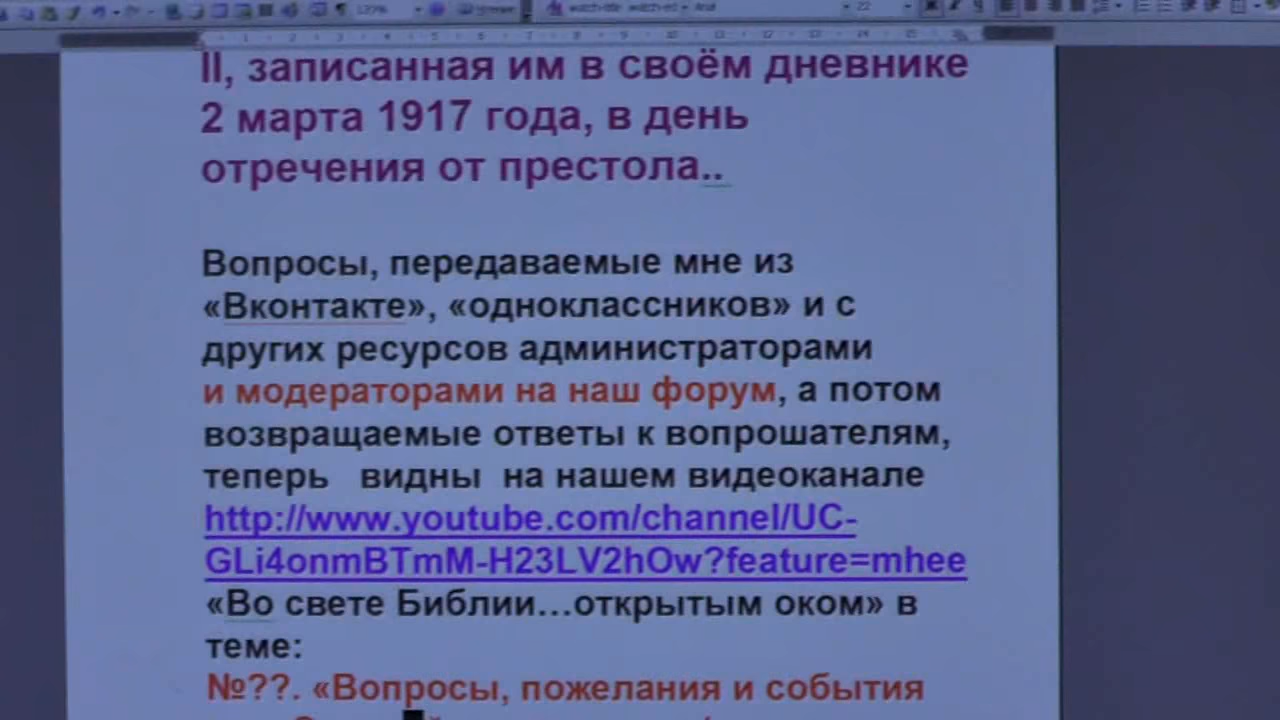 II, записанная им в своём дневнике
2 марта 1917 года, в день
отречения от престола..
Вопросы, передаваемые мне из
«Вконтакте», «одноклассников» и с
других ресурсов администраторами
и модераторами на наш форум, а потом
возвращаемые ответы к вопрошателям,
теперь видны на нашем видеоканале
http://www.youtube.com/channel/UC-
GLi4onmBTmM-H23LV2hOw?feature=mhee
«Во свете Библии…открытым оком» в
теме:
№??. «Вопросы, пожелания и события